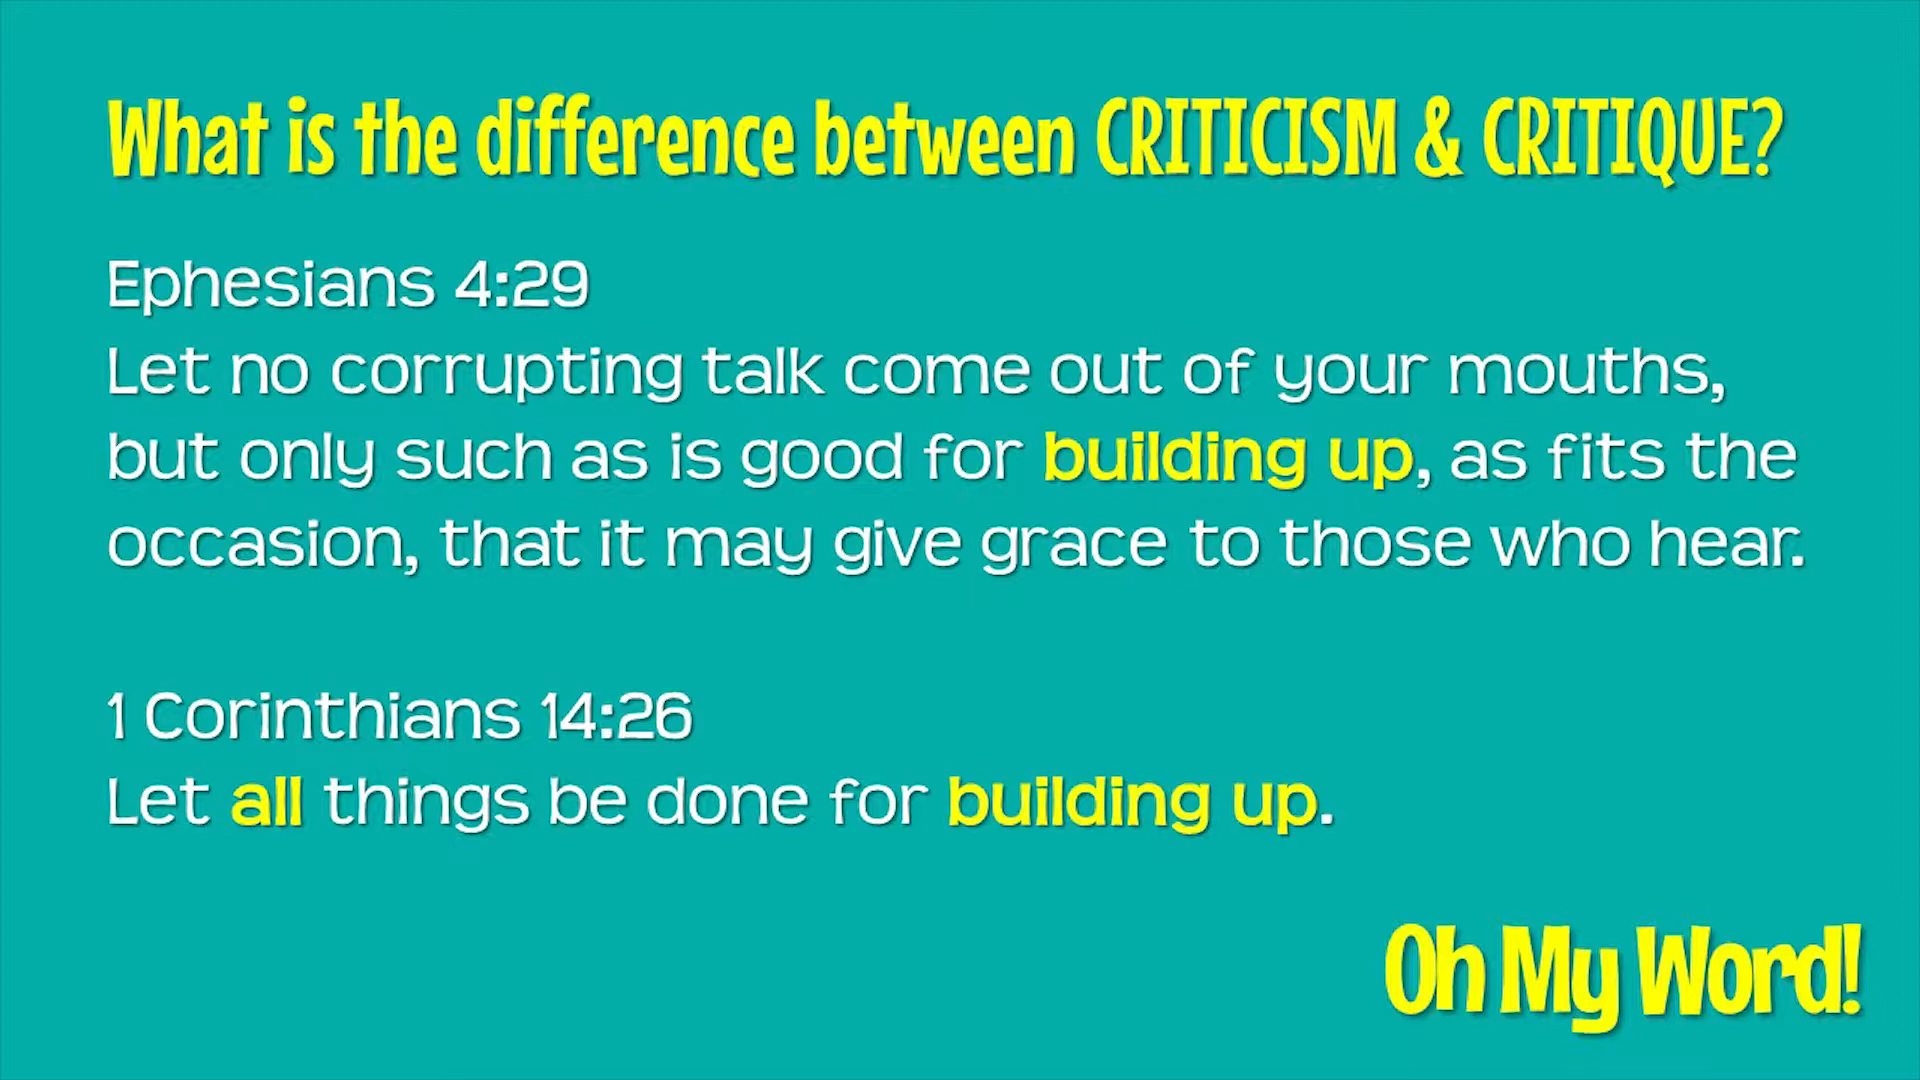 What is the difference between CRITICISM & CRITIQUE?
Ephesians 4:29
Let no corrupting talk come out of your mouths,
but only such as is good for building up, as fits the
occasion, that it may give grace to those who hear.
1 Corinthians 14:26
Let all things be done for building up.
Oh My Word!